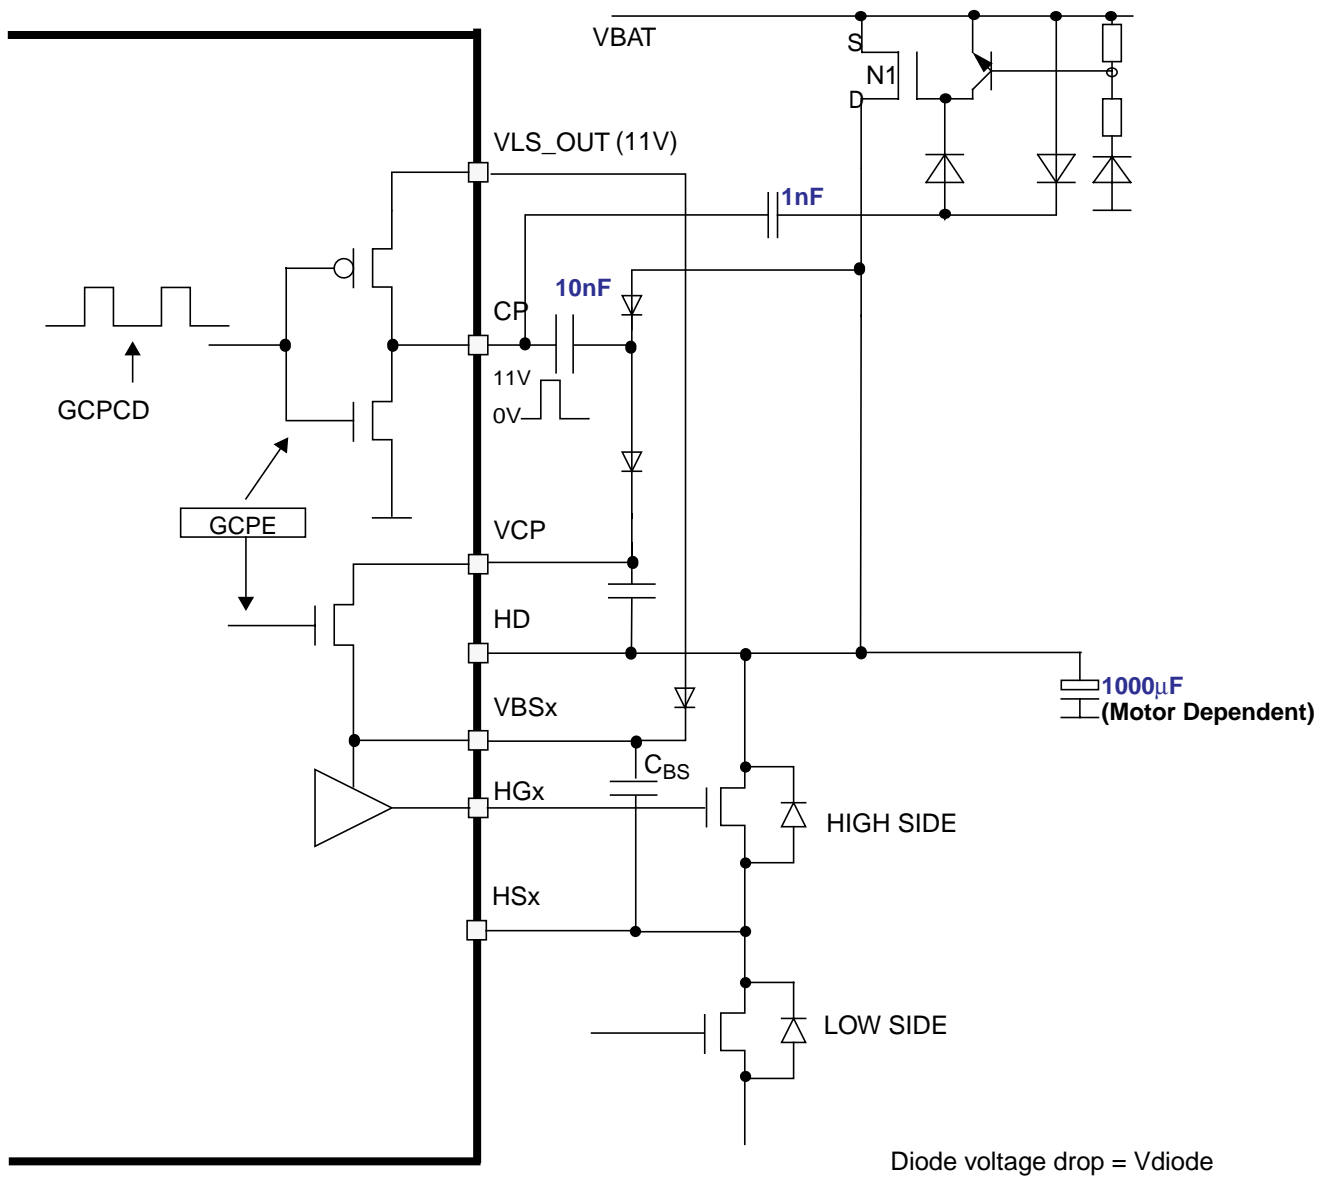 VBAT
S
N1
D
VLS_OUT (11V)
1nF
10nF
CP
11V
0V
GCPCD
GCPE
VCP
HD
1000μF
(Motor Dependent)
VBSx
CBS
HGx
HIGH SIDE
HSx
LOW SIDE
Diode voltage drop = Vdiode